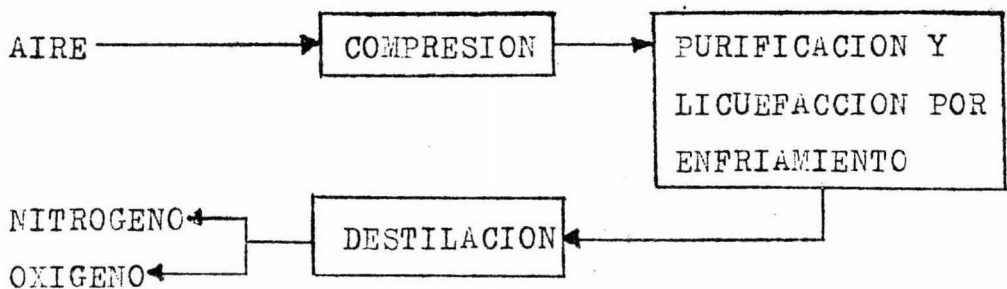 AIRE
COMPRESION
PURIFICACION Y
LICUEFACCION POR
ENFRIAMIENTO
DESTILACION
NITROGENO
OXIGENO